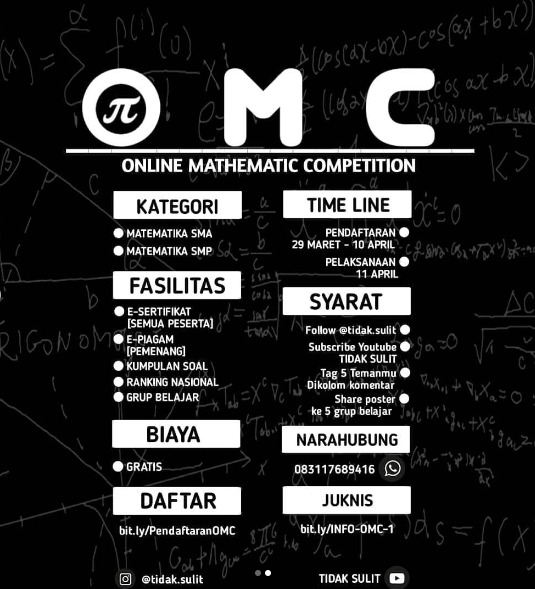 OMC
ONLINE MATHEMATIC COMPETITION
KATEGORI
MATEMATIKA SMA
MATEMATIKA SMP
FASILITAS
E-SERTIFIKAT
[SEMUA PESERTA]
E-PIAGAM
[PEMENANG]
KUMPULAN SOAL
RANKING NASIONAL
GRUP BELAJAR
BIAYA
GRATIS
DAFTAR
bit.ly/PendaftaranOMC
@tidak.sulit
TIME LINE
PENDAFTARAN
29 MARET - 10 APRIL
PELAKSANAAN
11 APRIL
SYARAT
Follow @tidak.sulit
Subscribe Youtube
TIDAK SULIT
Tag 5 Temanmu
Dikolom komentar
Share poster
ke 5 grup belajar
NARAHUBUNG
083117689416
JUKNIS
bit.ly/INFO-OMC-1
TIDAK SULIT